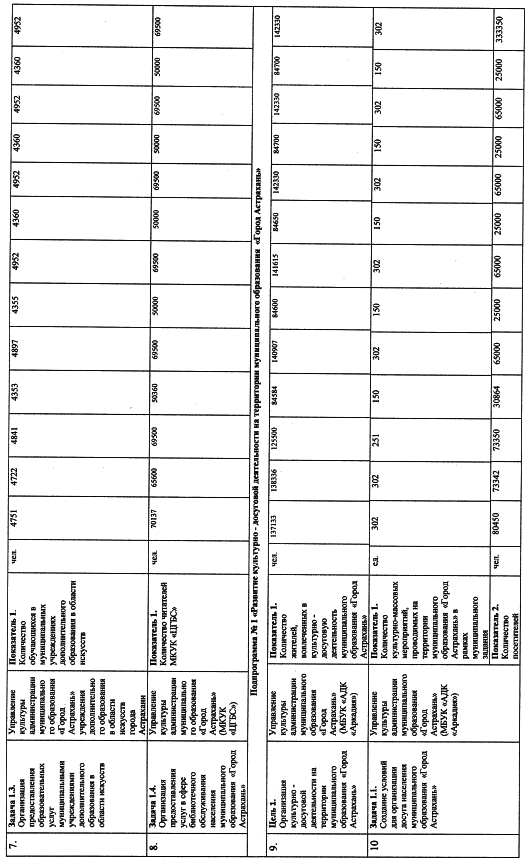 7.
Задача 1.3.
Организация
предоставления
образовательных
услуг
муниципальными
учреждениями
дополнительного
образования в
области искусств
Управление
культуры
администрации
муниципально
го образования
«Город
Астрахань»
учреждения
дополнительно
го образования
в области
искусств
города
Астрахани
Показатель 1.
Количество
обучающихся в
муниципальных
учреждениях
дополнительного
образования в области
искусств
чел.
4751
4722
4841
4353
4897
4355
4952
4360
4952
4360
4952
4360
4952
8.
Задача 1.4.
Организация
предоставления
услуг в сфере
библиотечного
обслуживания
населения
муниципального
образования «Город
Астрахань»
Управление
культуры
администрации
муниципально
го образования
«Город
Астрахань»
(МКУК
«ЦГБС»)
Показатель 1.
Количество читателей
МКУК «ЦГБС»
чел.
70137
65600
69500
50360
69500
50000
69500
50000
69500
50000
69500
50000
69500
Подпрограмма № 1 «Развитие культурно - досуговой деятельности на территории муниципального образования «Город Астрахань»
9.
Цель 1.
Организация
культурно -
досуговой
деятельности на
территории
муниципального
образования «Город
Астрахань»
Управление
культуры
администрации
муниципального
образования
«Город
Астрахань»
(МБУК «АДК
«Аркадия»)
Показатель 1.
Количество
жителей,
вовлеченных в
культурно -
досуговую
деятельность
муниципального
образования «Город
Астрахань»
чел.
137133
138336
125500
84584
140907
84600
141615
84650
142330
84700
142330
84700
142330
10
Задача 1.1.
Создание условий
для организации
досуга населения
муниципального
образования «Город
Астрахань»
Управление
культуры
администрации
муниципального
образования
«Город
Астрахань»
(МБУК «АДК
«Аркадия»)
Показатель 1.
Количество
культурно-массовых
мероприятий,
проводимых на
территории
муниципального
образования «Город
Астрахань» в
рамках
муниципального
задания
ед.
302
302
251
150
302
150
302
150
302
150
302
150
302
Показатель 2.
Количество
посетителей
чел.
80450
73342
73350
30864
65000
25000
65000
25000
65000
25000
65000
25000
333350